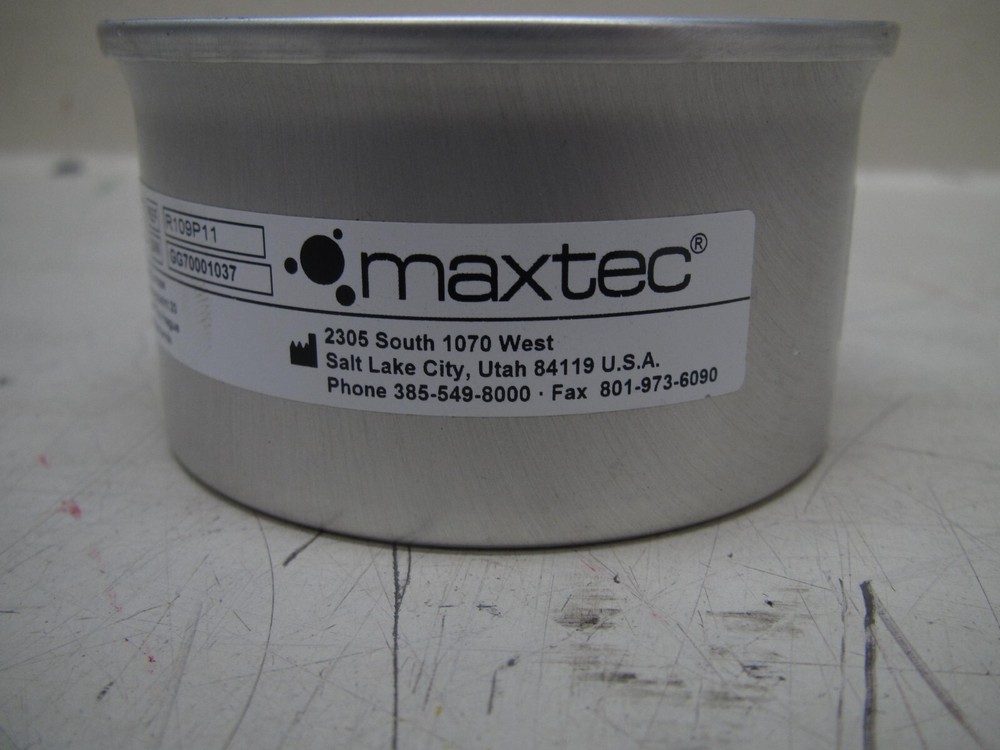 R109P11
GG70001037
maxtec®
2305 South 1070 West
Salt Lake City, Utah 84119 U.S.A.
Phone 385-549-8000 · Fax 801-973-6090